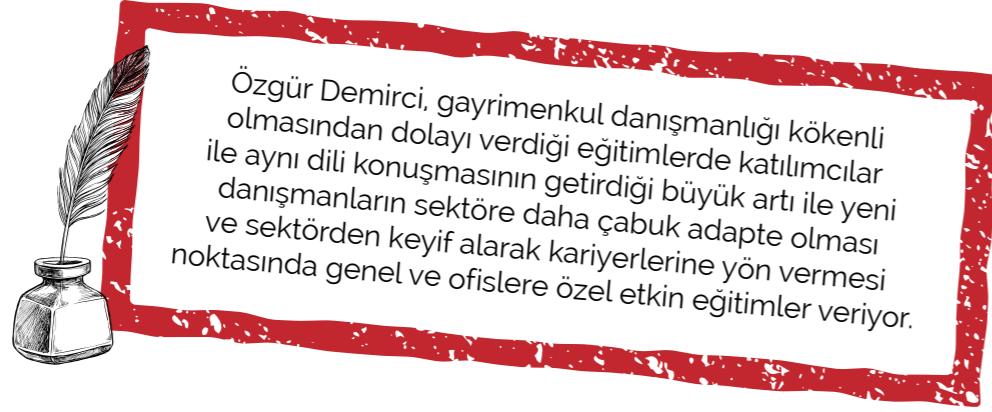 Özgür Demirci, gayrimenkul danışmanlığı kökenli
olmasından dolayı verdiği eğitimlerde katılımcılar
ile aynı dili konuşmasının getirdiği büyük artı ile yeni
danışmanların sektöre daha çabuk adapte olması
ve sektörden keyif alarak kariyerlerine yön vermesi
noktasında genel ve ofislere özel etkin eğitimler veriyor.